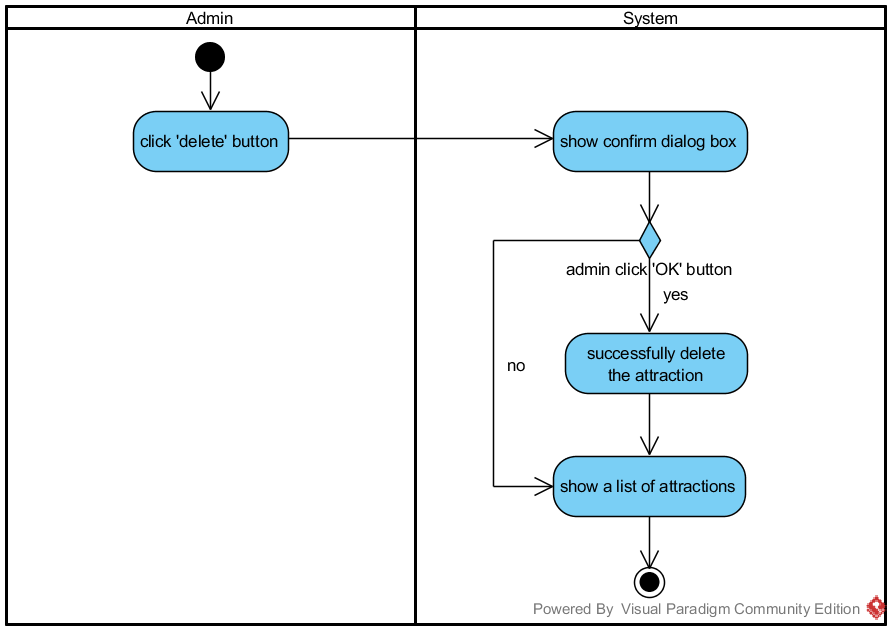 Admin
System
click 'delete' button
show confirm dialog box
admin click 'OK' button
yes
successfully delete
the attraction
no
show a list of attractions
Powered By Visual Paradigm Community Edition